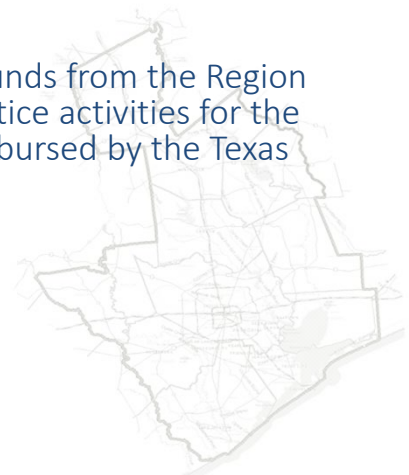 unds from the Region
tice activities for the
bursed by the Texas